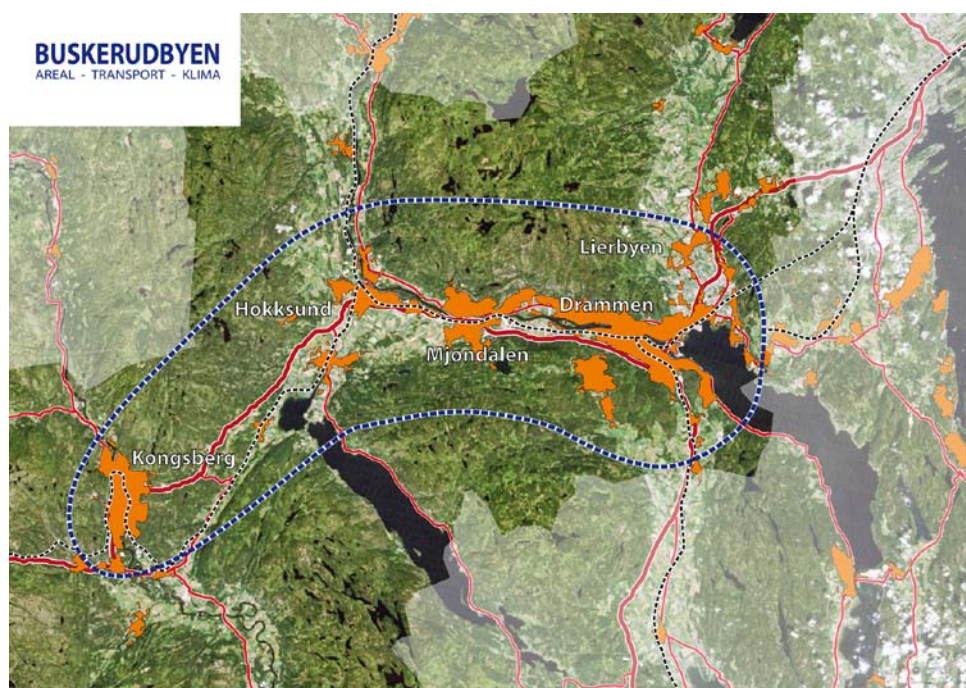 BUSKERUDBYEN
AREAL - TRANSPORT - KLIMA
Lierbyen
Hokksund
Drammen
Mjøndalen
Kongsberg